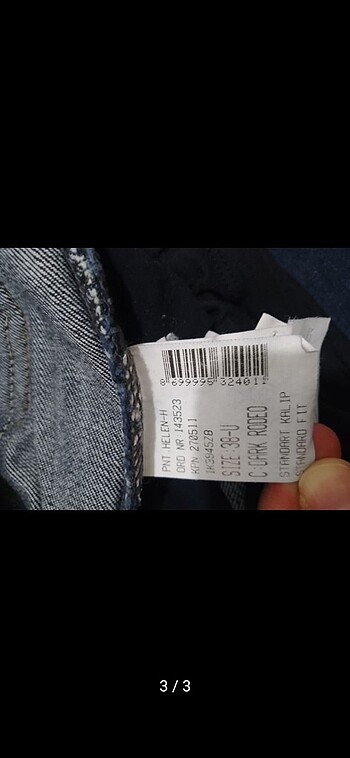 8 699995 324011
PNT HELEN-H
ORD NR 143523
KPN 270511
SIZE:38-U
C-DARK RODEO
STANDART KALIP
STANDARD FIT
3 / 3